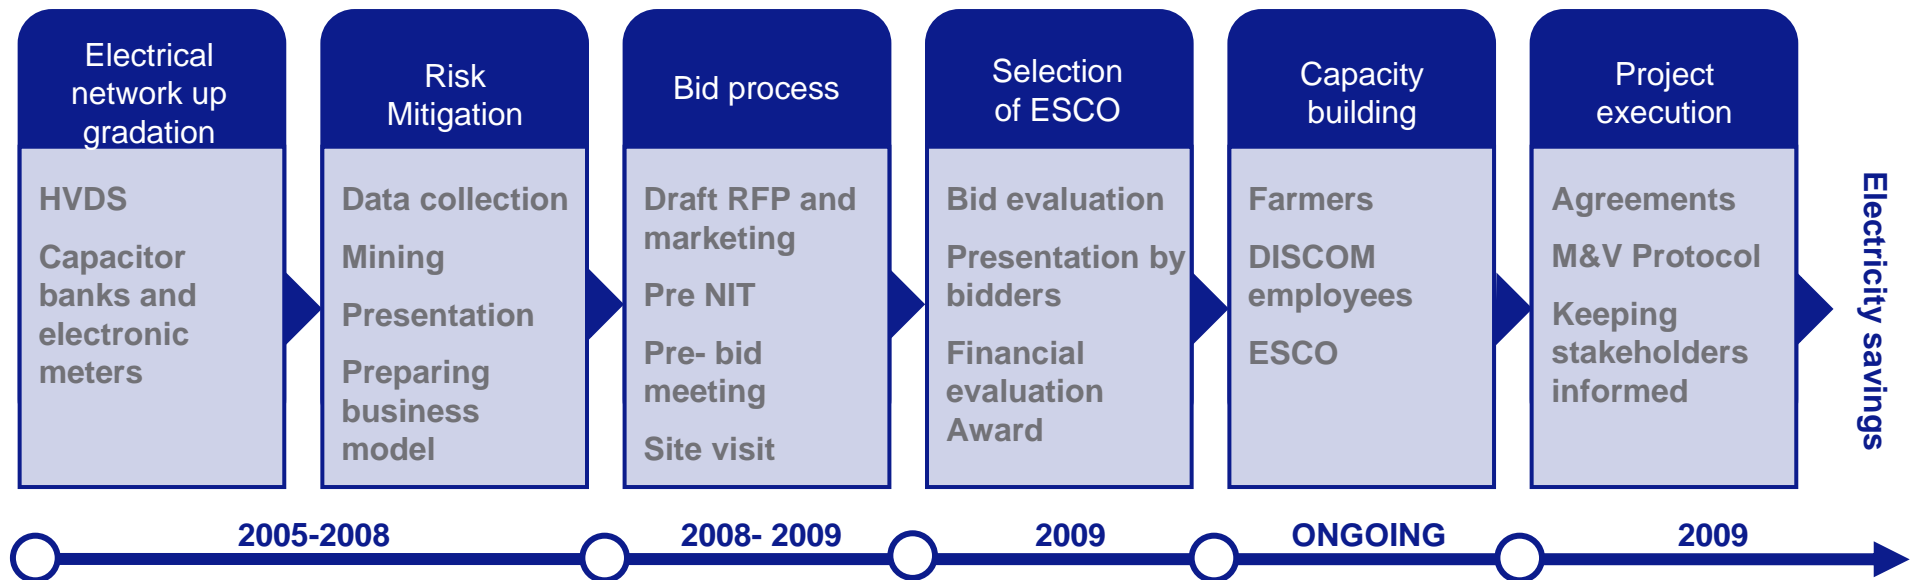 Electrical
network up
gradation
HVDS
Capacitor
banks and
electronic
meters
Risk
Mitigation
Data collection
Mining
Presentation
Preparing
business
model
Bid process
Draft RFP and
marketing
Pre NIT
Pre- bid
meeting
Site visit
Selection
of ESCO
Bid evaluation
Presentation by
bidders
Financial
evaluation
Award
Capacity
building
Farmers
DISCOM
employees
ESCO
Project
execution
Agreements
M&V Protocol
Keeping
stakeholders
informed
Electricity savings
2005-2008
2008- 2009
2009
ONGOING
2009